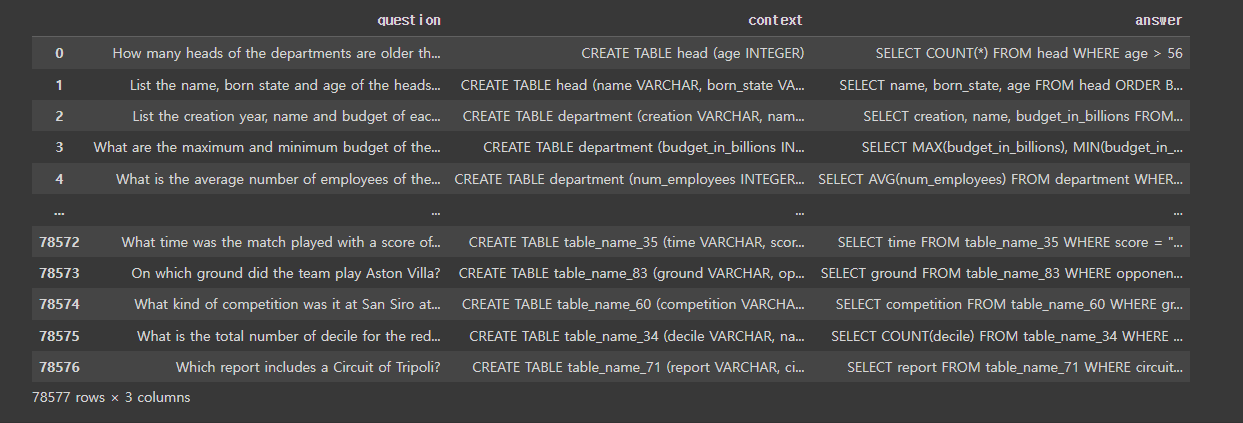 question context answer
0 How many heads of the departments are older th... CREATE TABLE head (age INTEGER) SELECT COUNT(*) FROM head WHERE age > 56
1 List the name, born state and age of the heads... CREATE TABLE head (name VARCHAR, born_state VA... SELECT name, born_state, age FROM head ORDER B...
2 List the creation year, name and budget of eac... CREATE TABLE department (creation VARCHAR, nam... SELECT creation, name, budget_in_billions FROM...
3 What are the maximum and minimum budget of the... CREATE TABLE department (budget_in_billions IN... SELECT MAX(budget_in_billions), MIN(budget_in_...
4 What is the average number of employees of the... CREATE TABLE department (num_employees INTEGER... SELECT AVG(num_employees) FROM department WHER...
... ... ... ...
78572 What time was the match played with a score of... CREATE TABLE table_name_35 (time VARCHAR, scor... SELECT time FROM table_name_35 WHERE score = "...
78573 On which ground did the team play Aston Villa? CREATE TABLE table_name_83 (ground VARCHAR, op... SELECT ground FROM table_name_83 WHERE opponen...
78574 What kind of competition was it at San Siro at... CREATE TABLE table_name_60 (competition VARCHA... SELECT competition FROM table_name_60 WHERE gr...
78575 What is the total number of decile for the red... CREATE TABLE table_name_34 (decile VARCHAR, na... SELECT COUNT(decile) FROM table_name_34 WHERE ...
78576 Which report includes a Circuit of Tripoli? CREATE TABLE table_name_71 (report VARCHAR, ci... SELECT report FROM table_name_71 WHERE circuit...
78577 rows × 3 columns